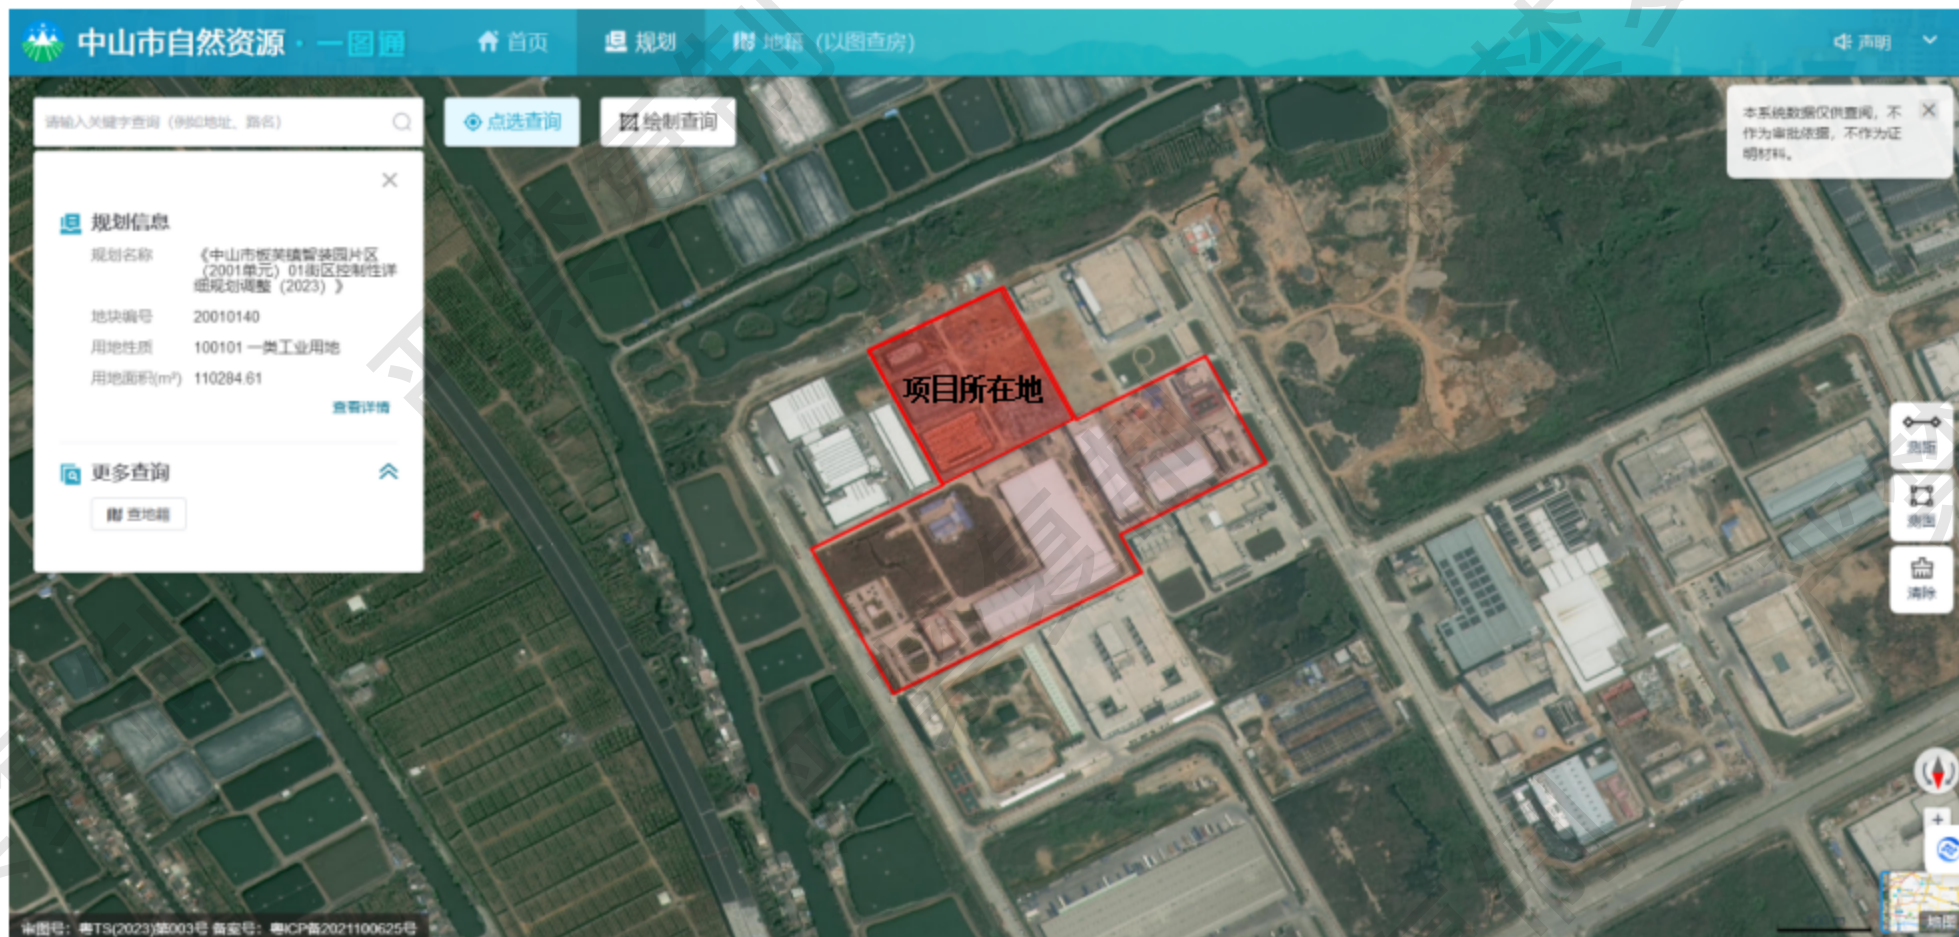 中山市自然资源·一图通
首页
规划
地籍（以图查房）
声明
请输入关键字查询（例如地址、路名）
点选查询
绘制查询
本系统数据仅供查阅，不
作为审批依据，不作为证
明材料。
规划信息
规划名称
《中山市板芙镇智装园片区
（2001单元）01街区控制性详
细规划调整（2023）》
地块编号
20010140
用地性质
100101 一类工业用地
用地面积(m²)
110284.61
查看详情
更多查询
查地籍
项目所在地
测距
测面
清除
地图
审图号：粤TS(2023)第003号 备案号：粤ICP备2021100625号